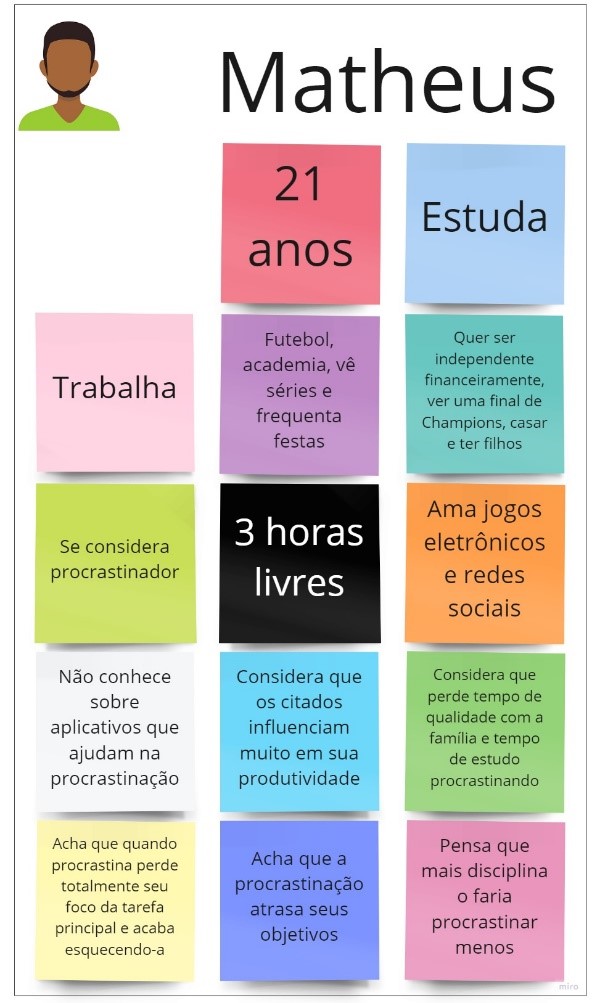 Matheus
21
anos
Estuda
Trabalha
Futebol,
academia, vê
séries e
frequenta
festas
Quer ser
independente
financeiramente,
ver uma final de
Champions, casar
e ter filhos
Se considera
procrastinador
3 horas
livres
Ama jogos
eletrônicos
e redes
sociais
Não conhece
sobre
aplicativos que
ajudam na
procrastinação
Considera que
os citados
influenciam
muito em sua
produtividade
Considera que
perde tempo de
qualidade com a
família e tempo
de estudo
procrastinando
Acha que quando
procrastina perde
totalmente seu
foco da tarefa
principal e acaba
esquecendo-a
Acha que a
procrastinação
atrasa seus
objetivos
Pensa que
mais disciplina
o faria
procrastinar
menos
miro